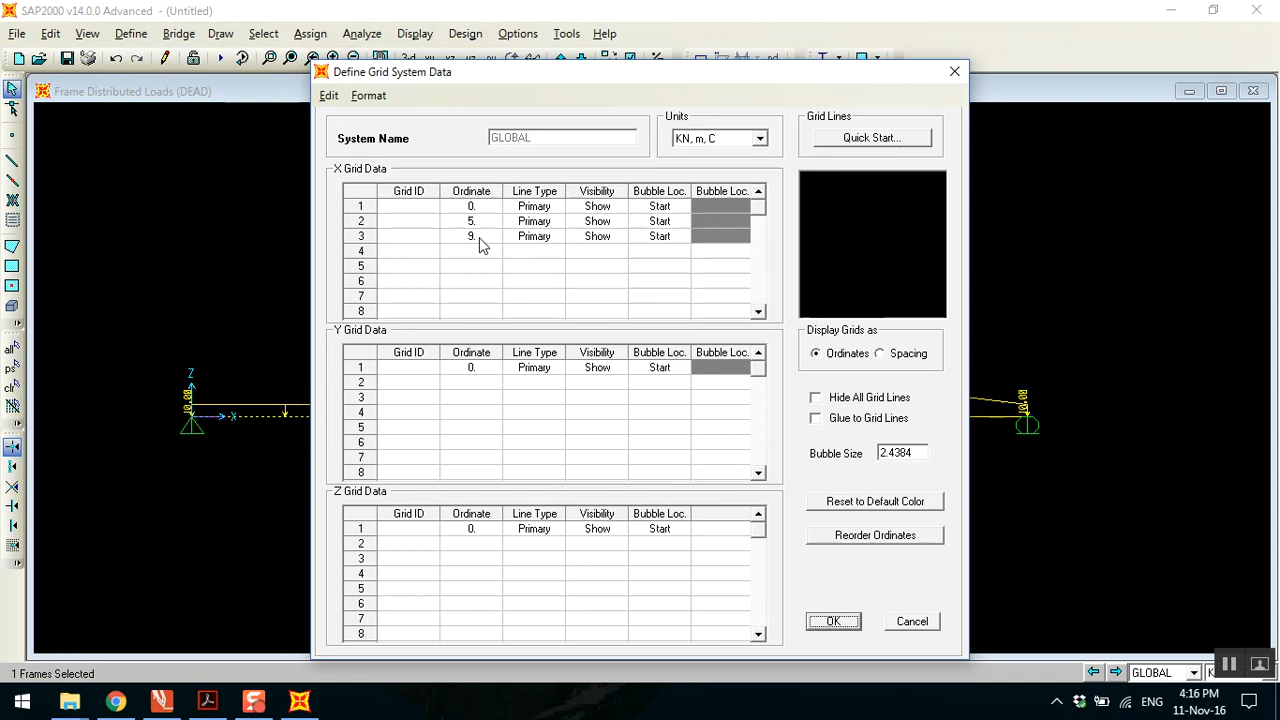 SAP2000 v14.0.0 Advanced - (Untitled)
File Edit View Define Bridge Draw Select Assign Analyze Display Design Options Tools Help
Frame Distributed Loads (DEAD)
Define Grid System Data
Edit Format
System Name GLOBAL
Units
KN, m, C
Grid Lines
Quick Start...
X Grid Data
Grid ID Ordinate Line Type Visibility Bubble Loc. Bubble Loc.
1 0. Primary Show Start
2 5. Primary Show Start
3 9. Primary Show Start
4
5
6
7
8
Y Grid Data
Grid ID Ordinate Line Type Visibility Bubble Loc. Bubble Loc.
1 0. Primary Show Start
2
3
4
5
6
7
8
Z Grid Data
Grid ID Ordinate Line Type Visibility Bubble Loc.
1 0. Primary Show Start
2
3
4
5
6
7
8
Display Grids as
Ordinates Spacing
Hide All Grid Lines
Glue to Grid Lines
Bubble Size 2.4384
Reset to Default Color
Reorder Ordinates
OK Cancel
Z
X
10.00
10.00
all
ps
clr
1 Frames Selected
GLOBAL
ENG
4:16 PM
11-Nov-16